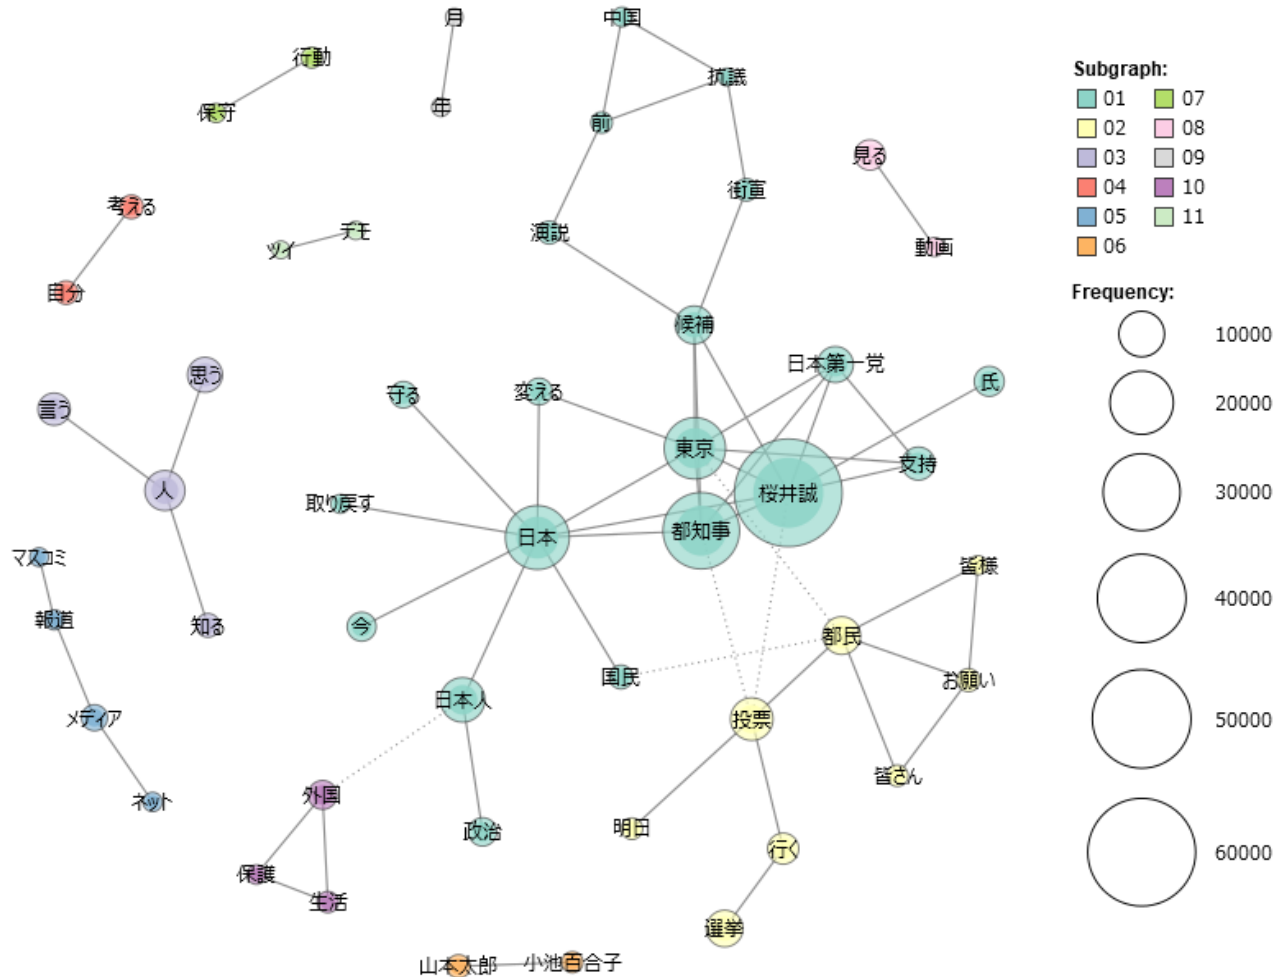 月
中国
行動
抗議
保守
年
前
見る
街宣
考える
デモ
演説
ツイ
動画
自分
候補
日本第一党
思う
氏
守る
変える
言う
東京
支持
人
桜井誠
取り戻す
都知事
日本
マスコミ
皆様
報道
知る
今
都民
国民
お願い
日本人
メディア
投票
皆さん
外国
ネット
政治
明日
行く
保護
生活
選挙
山本太郎
小池百合子
Subgraph:
01 07
02 08
03 09
04 10
05 11
06
Frequency:
10000
20000
30000
40000
50000
60000